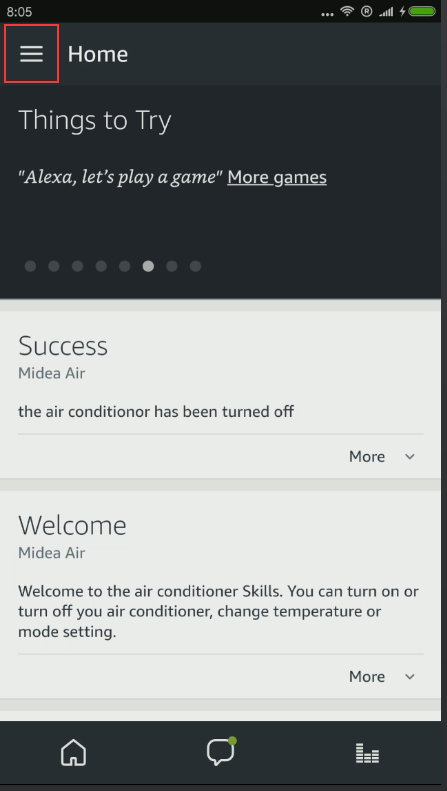 8:05
Home
Things to Try
"Alexa, let's play a game" More games
Success
Midea Air
the air conditionor has been turned off
More
Welcome
Midea Air
Welcome to the air conditioner Skills. You can turn on or
turn off you air conditioner, change temperature or
mode setting.
More